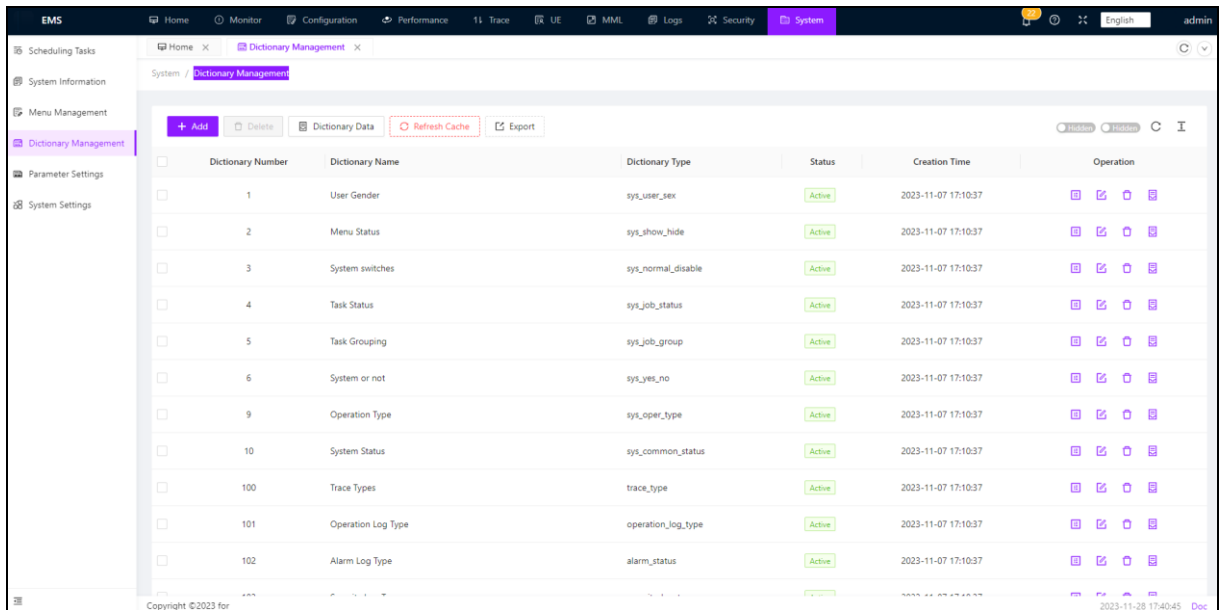 EMS Home Monitor Configuration Performance Trace UE MML Logs Security System 22 English admin
Scheduling Tasks Home Dictionary Management
System Information System / Dictionary Management
Menu Management + Add Delete Dictionary Data Refresh Cache Export Hidden Hidden
Dictionary Management Dictionary Number Dictionary Name Dictionary Type Status Creation Time Operation
Parameter Settings
System Settings
1 User Gender sys_user_sex Active 2023-11-07 17:10:37
2 Menu Status sys_show_hide Active 2023-11-07 17:10:37
3 System switches sys_normal_disable Active 2023-11-07 17:10:37
4 Task Status sys_job_status Active 2023-11-07 17:10:37
5 Task Grouping sys_job_group Active 2023-11-07 17:10:37
6 System or not sys_yes_no Active 2023-11-07 17:10:37
9 Operation Type sys_oper_type Active 2023-11-07 17:10:37
10 System Status sys_common_status Active 2023-11-07 17:10:37
100 Trace Types trace_type Active 2023-11-07 17:10:37
101 Operation Log Type operation_log_type Active 2023-11-07 17:10:37
102 Alarm Log Type alarm_status Active 2023-11-07 17:10:37
Copyright ©2023 for 2023-11-28 17:40:45 Doc